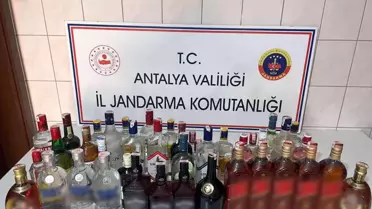 T.C.
ANTALYA VALİLİĞİ
İL JANDARMA KOMUTANLIĞI